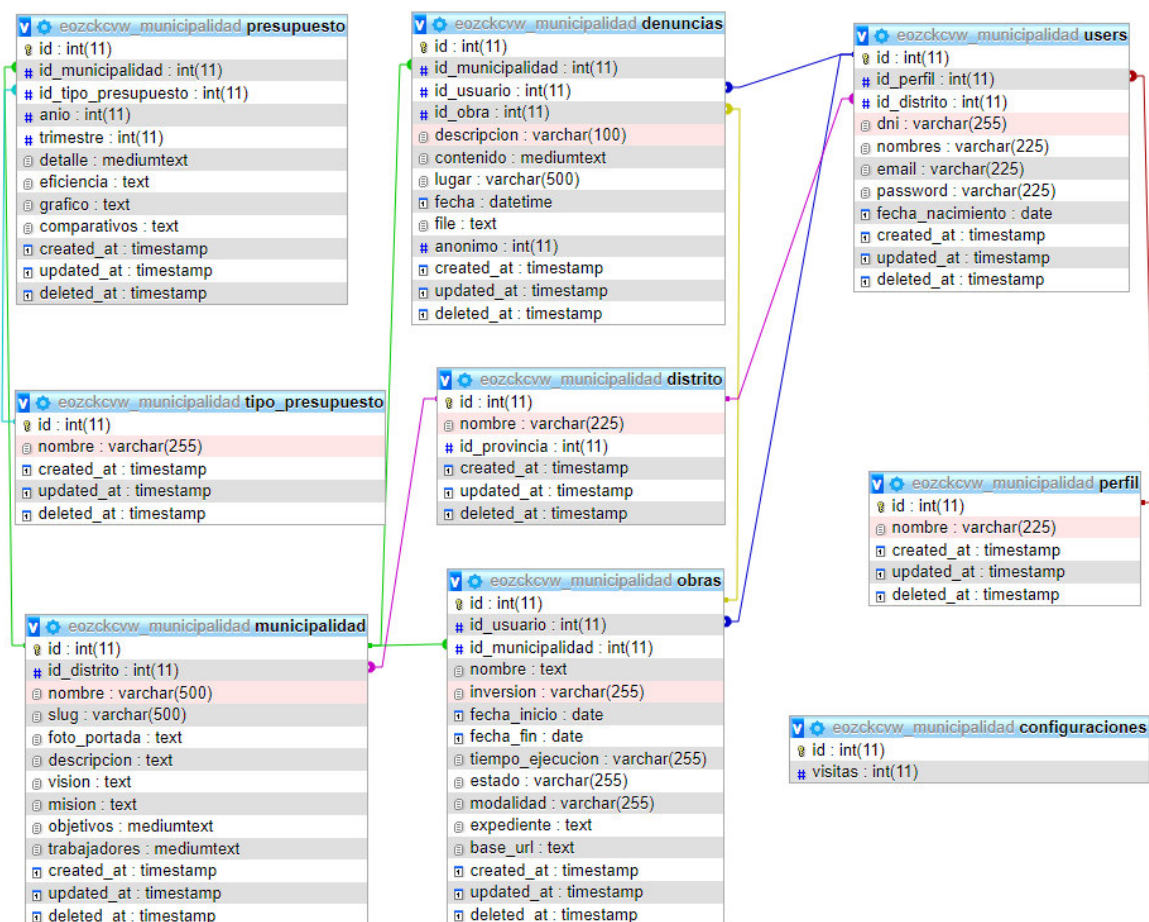 eozckcvw_municipalidad presupuesto
id : int(11)
id_municipalidad : int(11)
id_tipo_presupuesto : int(11)
anio : int(11)
trimestre : int(11)
detalle : mediumtext
eficiencia : text
grafico : text
comparativos : text
created_at : timestamp
updated_at : timestamp
deleted_at : timestamp
eozckcvw_municipalidad denuncias
id : int(11)
id_municipalidad : int(11)
id_usuario : int(11)
id_obra : int(11)
descripcion : varchar(100)
contenido : mediumtext
lugar : varchar(500)
fecha : datetime
file : text
anonimo : int(11)
created_at : timestamp
updated_at : timestamp
deleted_at : timestamp
eozckcvw_municipalidad users
id : int(11)
id_perfil : int(11)
id_distrito : int(11)
dni : varchar(255)
nombres : varchar(225)
email : varchar(225)
password : varchar(225)
fecha_nacimiento : date
created_at : timestamp
updated_at : timestamp
deleted_at : timestamp
eozckcvw_municipalidad tipo_presupuesto
id : int(11)
nombre : varchar(255)
created_at : timestamp
updated_at : timestamp
deleted_at : timestamp
eozckcvw_municipalidad distrito
id : int(11)
nombre : varchar(225)
id_provincia : int(11)
created_at : timestamp
updated_at : timestamp
deleted_at : timestamp
eozckcvw_municipalidad perfil
id : int(11)
nombre : varchar(225)
created_at : timestamp
updated_at : timestamp
deleted_at : timestamp
eozckcvw_municipalidad municipalidad
id : int(11)
id_distrito : int(11)
nombre : varchar(500)
slug : varchar(500)
foto_portada : text
descripcion : text
vision : text
mision : text
objetivos : mediumtext
trabajadores : mediumtext
created_at : timestamp
updated_at : timestamp
deleted_at : timestamp
eozckcvw_municipalidad obras
id : int(11)
id_usuario : int(11)
id_municipalidad : int(11)
nombre : text
inversion : varchar(255)
fecha_inicio : date
fecha_fin : date
tiempo_ejecucion : varchar(255)
estado : varchar(255)
modalidad : varchar(255)
expediente : text
base_url : text
created_at : timestamp
updated_at : timestamp
deleted_at : timestamp
eozckcvw_municipalidad configuraciones
id : int(11)
visitas : int(11)